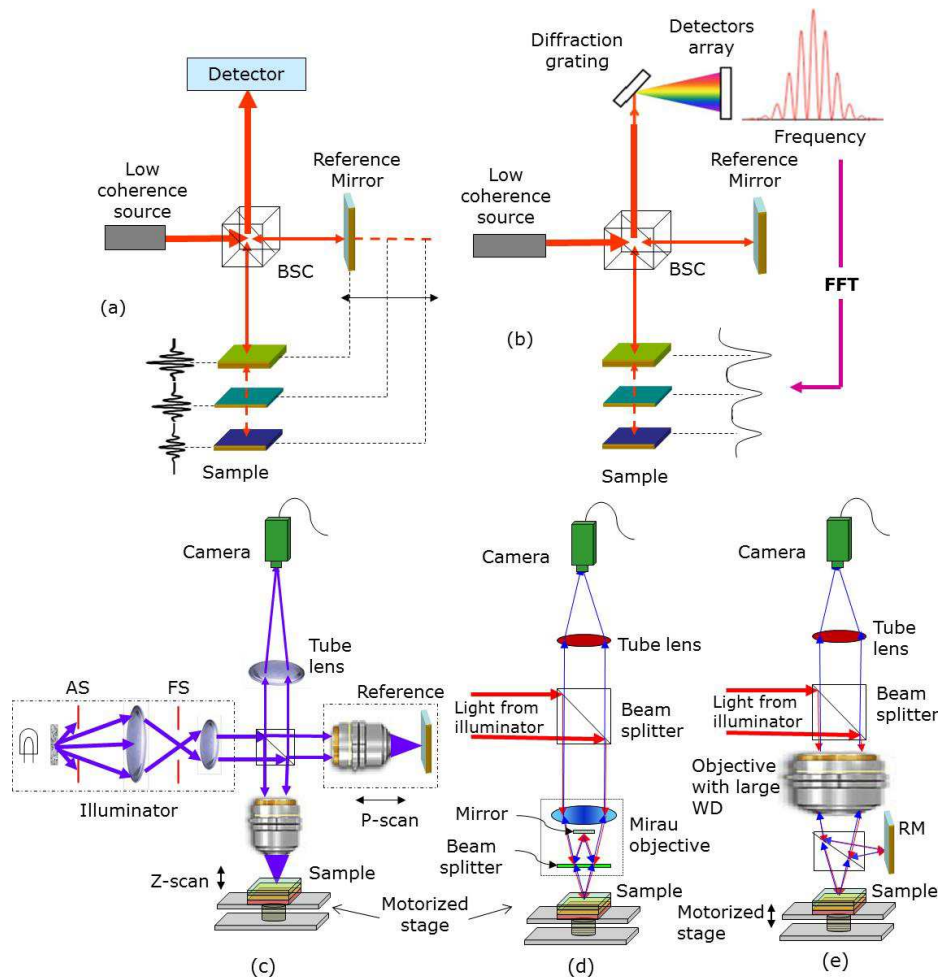 Detector
Low
coherence
source
Reference
Mirror
BSC
(a)
Sample
Diffraction
grating
Detectors
array
Frequency
Low
coherence
source
Reference
Mirror
BSC
FFT
(b)
Sample
Camera
Tube
lens
AS
FS
Reference
Illuminator
P-scan
Z-scan
Sample
Motorized
stage
(c)
Camera
Tube lens
Light from
illuminator
Beam
splitter
Mirror
Mirau
objective
Beam
splitter
Sample
(d)
Camera
Tube
lens
Light from
illuminator
Beam
splitter
Objective
with large
WD
RM
Sample
Motorized
stage
(e)